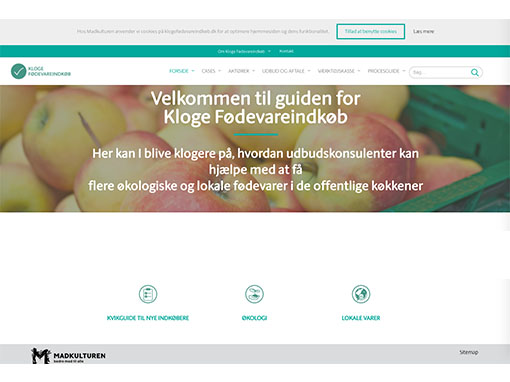 Hos Madkulturen anvender vi cookies på klogefødevareindkøb.dk for at optimere hjemmesiden og dens funktionalitet. Tillad at benytte cookies Læs mere
Om Kloge Fødevareindkøb Kontakt
KLOGE
FØDEVAREINDKØB
FORSIDE CASES AKTØRER UDBUD OG AFTALE VÆRKTØJSKASSE PROCESGUIDE Søg ...
Velkommen til guiden for
Kloge Fødevareindkøb
Her kan I blive klogere på, hvordan udbudskonsulenter kan
hjælpe med at få
flere økologiske og lokale fødevarer i de offentlige køkkener
KVIKGUIDE TIL NYE INDKØBERE ØKOLOGI LOKALE VARER
MADKULTUREN
bedre mad til alle
Sitemap